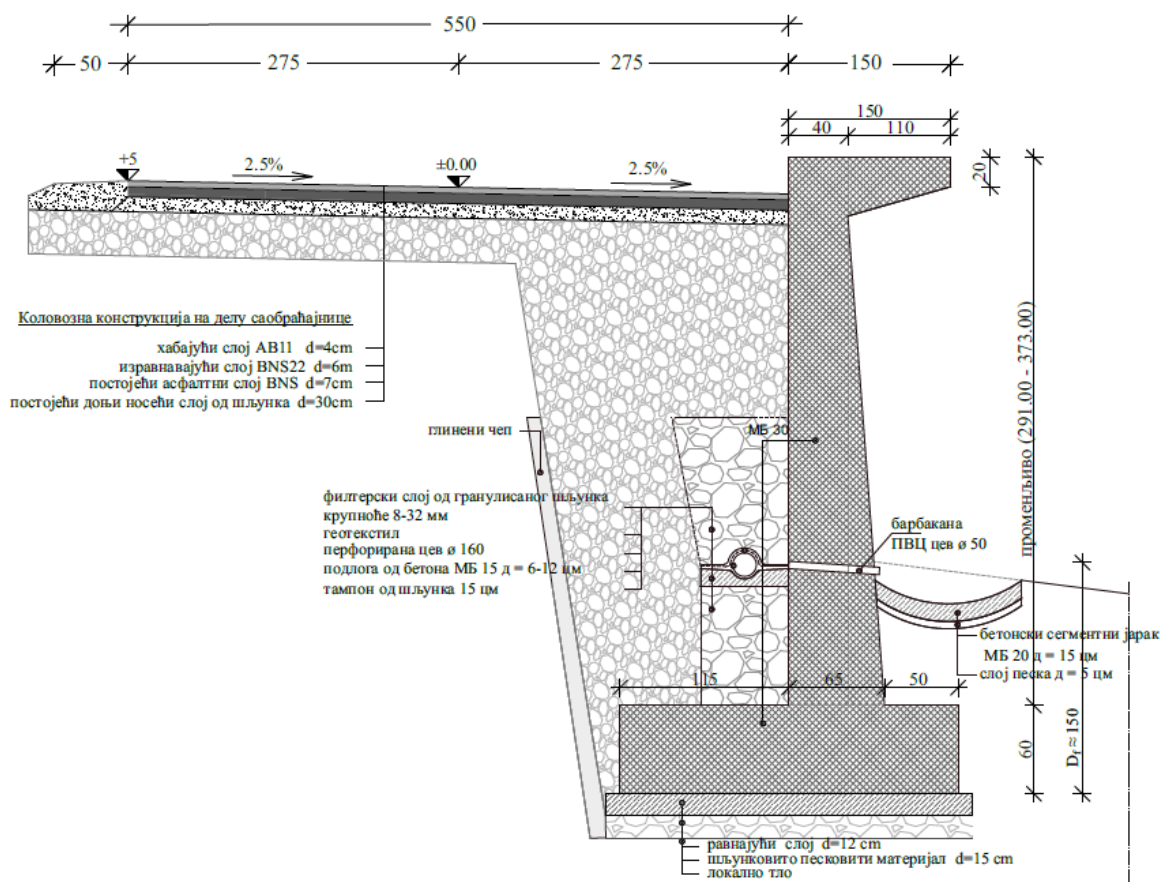 550
50
275
275
150
150
40
110
+5
2.5%
±0.00
2.5%
20
Коловозна конструкција на делу саобраћајнице
хабајући слој АВ11 d=4cm
изравнавајући слој BNS22 d=6m
постојећи асфалтни слој BNS d=7cm
постојећи доњи носећи слој од шљунка d=30cm
глинени чеп
МБ 30
променљиво (291.00 - 373.00)
филтерски слој од гранулисаног шљунка
крупноће 8-32 мм
геотекстил
перфорирана цев ø 160
подлога од бетона МБ 15 д = 6-12 цм
тампон од шљунка 15 цм
барбакана
ПВЦ цев ø 50
бетонски сегментни јарак
МБ 20 д = 15 цм
слој песка д = 5 цм
115
65
50
60
Df ≈ 150
равнајући слој d=12 cm
шљунковито песковити материјал d=15 cm
локално тло